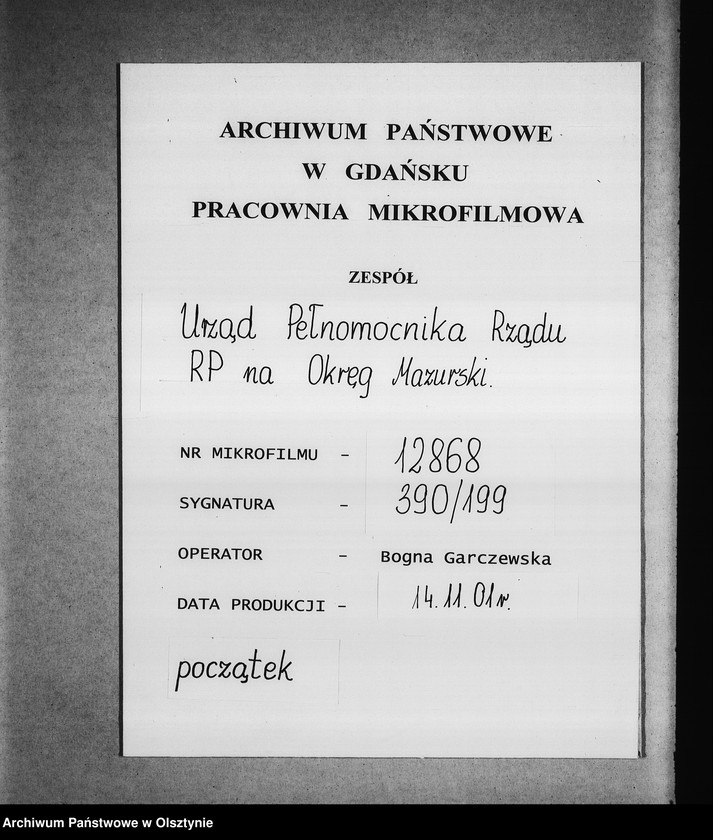 ARCHIWUM PAŃSTWOWE
W GDAŃSKU
PRACOWNIA MIKROFILMOWA
ZESPÓŁ
Urząd Pełnomocnika Rządu
RP na Okręg Mazurski.
NR MIKROFILMU - 12868
SYGNATURA - 390/199
OPERATOR - Bogna Garczewska
DATA PRODUKCJI - 14.11.01r.
początek
Archiwum Państwowe w Olsztynie